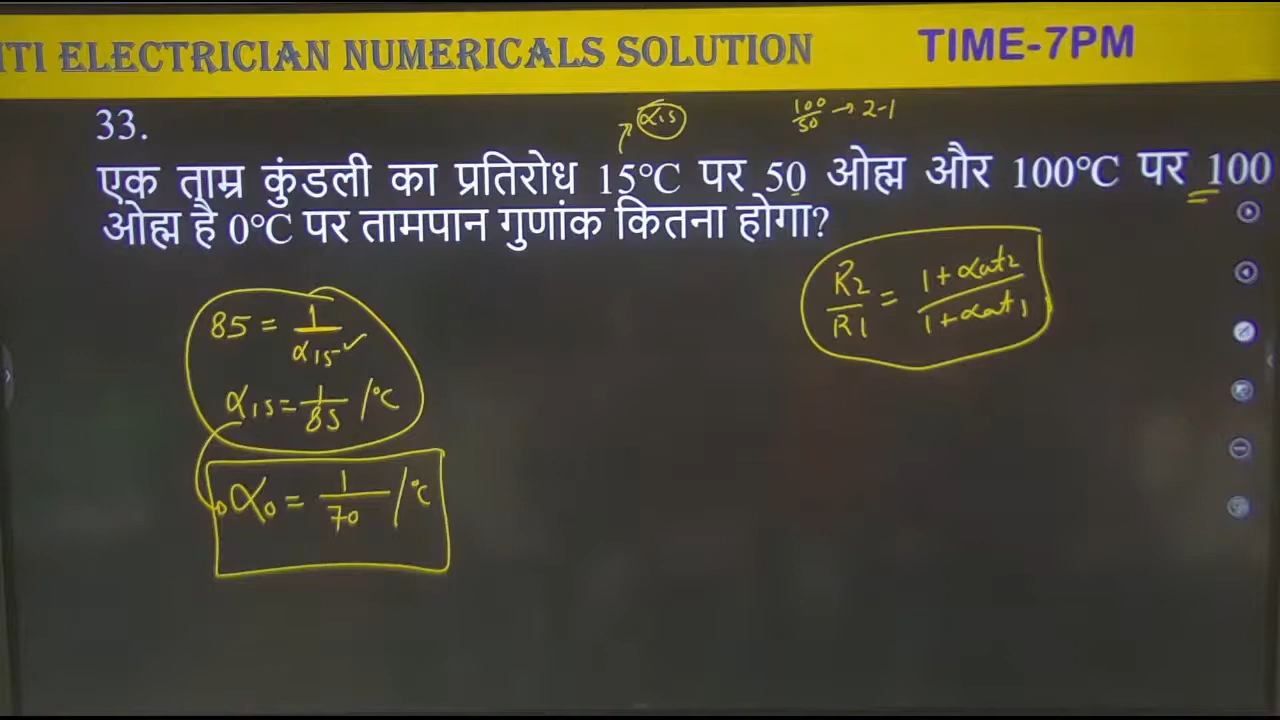 ITI ELECTRICIAN NUMERICALS SOLUTION TIME-7PM
33.
α15
100/50 → 2-1
एक ताम्र कुंडली का प्रतिरोध 15°C पर 50 ओह्म और 100°C पर 100
ओह्म है 0°C पर तामपान गुणांक कितना होगा?
R2/R1 = 1+αot2/1+αot1
85 = 1/α15 ✓
α15 = 1/85 /°C
α0 = 1/70 /°C